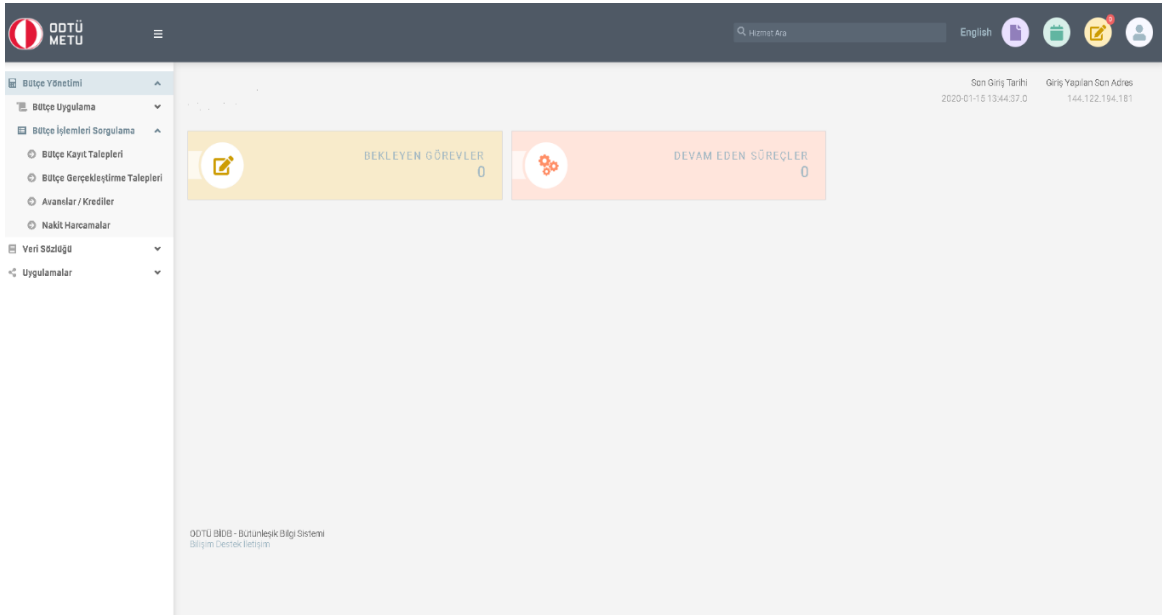 ODTÜ
METU
Hizmet Ara
English
0
Bütçe Yönetimi
Bütçe Uygulama
Bütçe İşlemleri Sorgulama
Bütçe Kayıt Talepleri
Bütçe Gerçekleştirme Talepleri
Avanslar / Krediler
Nakit Harcamalar
Veri Sözlüğü
Uygulamalar
Son Giriş Tarihi Giriş Yapılan Son Adres
2020-01-15 13:44:37.0 144.122.194.181
BEKLEYEN GÖREVLER
0
DEVAM EDEN SÜREÇLER
0
ODTÜ BİDB - Bütünleşik Bilgi Sistemi
Bilişim Destek İletişim